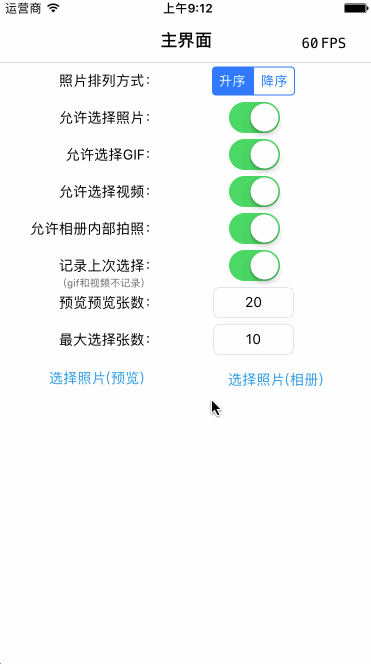 运营商 上午9:12
主界面 60 FPS
照片排列方式： 升序 降序
允许选择照片：
允许选择GIF：
允许选择视频：
允许相册内部拍照：
记录上次选择：
(gif和视频不记录)
预览预览张数： 20
最大选择张数： 10
选择照片(预览) 选择照片(相册)